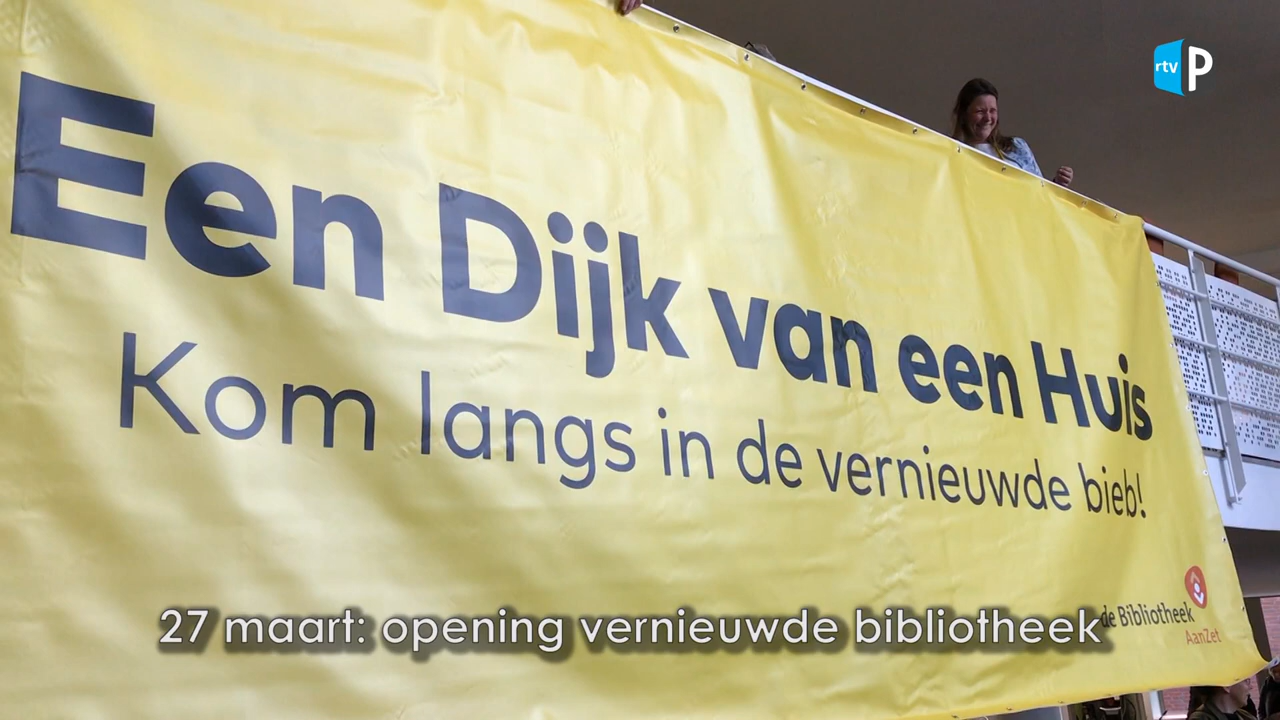 rtv P
Een Dijk van een Huis
Kom langs in de vernieuwde bieb!
de Bibliotheek
AanZet
27 maart: opening vernieuwde bibliotheek